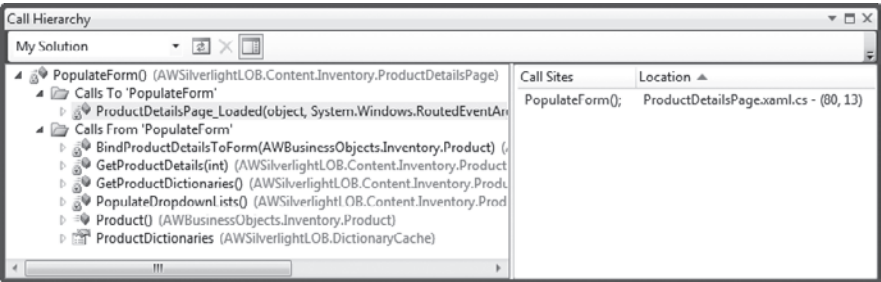 Call Hierarchy
My Solution
PopulateForm() (AWSilverlightLOB.Content.Inventory.ProductDetailsPage)
Calls To 'PopulateForm'
ProductDetailsPage_Loaded(object, System.Windows.RoutedEventAr
Calls From 'PopulateForm'
BindProductDetailsToForm(AWBusinessObjects.Inventory.Product) (
GetProductDetails(int) (AWSilverlightLOB.Content.Inventory.Product
GetProductDictionaries() (AWSilverlightLOB.Content.Inventory.Produ
PopulateDropdownLists() (AWSilverlightLOB.Content.Inventory.Prod
Product() (AWBusinessObjects.Inventory.Product)
ProductDictionaries (AWSilverlightLOB.DictionaryCache)
Call Sites Location
PopulateForm(); ProductDetailsPage.xaml.cs - (80, 13)